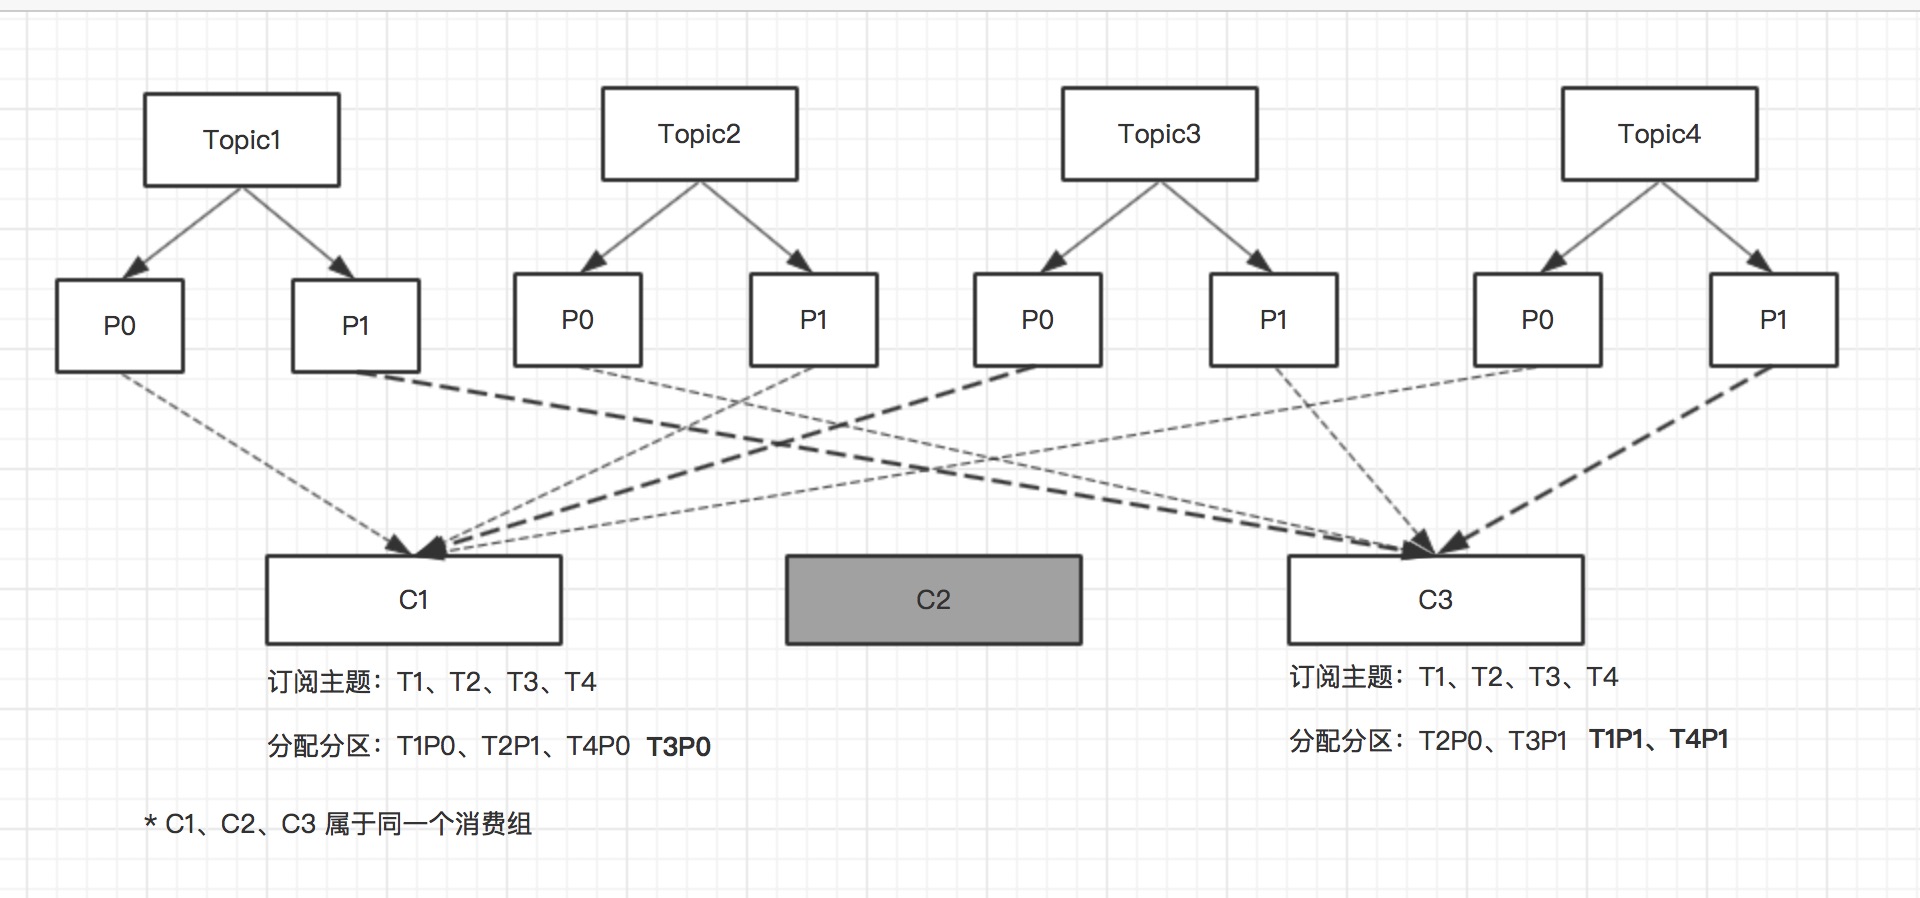 Topic1
Topic2
Topic3
Topic4
P0
P1
P0
P1
P0
P1
P0
P1
C1
C2
C3
订阅主题：T1、T2、T3、T4
分配分区：T1P0、T2P1、T4P0 T3P0
订阅主题：T1、T2、T3、T4
分配分区：T2P0、T3P1 T1P1、T4P1
* C1、C2、C3 属于同一个消费组